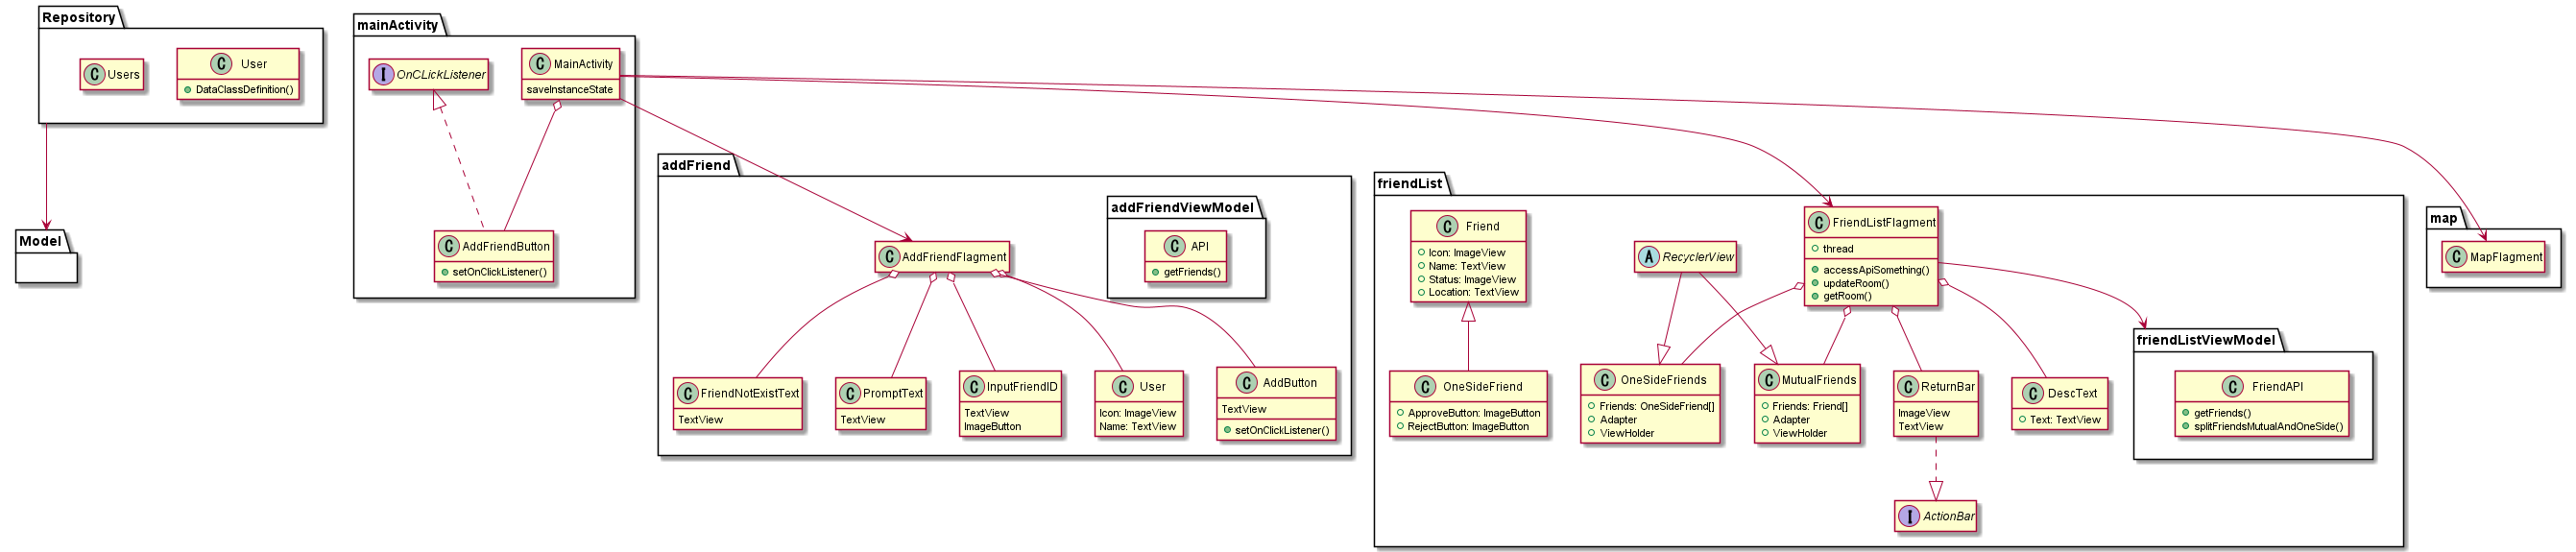 Repository
C Users
C User
DataClassDefinition()
Model
mainActivity
I OnCLickListener
C MainActivity
saveInstanceState
C AddFriendButton
setOnClickListener()
addFriend
addFriendViewModel
C API
getFriends()
C AddFriendFlagment
C FriendNotExistText
TextView
C PromptText
TextView
C InputFriendID
TextView
ImageButton
C User
Icon: ImageView
Name: TextView
C AddButton
TextView
setOnClickListener()
friendList
C Friend
Icon: ImageView
Name: TextView
Status: ImageView
Location: TextView
A RecyclerView
C FriendListFlagment
thread
accessApiSomething()
updateRoom()
getRoom()
C OneSideFriend
ApproveButton: ImageButton
RejectButton: ImageButton
C OneSideFriends
Friends: OneSideFriend[]
Adapter
ViewHolder
C MutualFriends
Friends: Friend[]
Adapter
ViewHolder
C ReturnBar
ImageView
TextView
C DescText
Text: TextView
friendListViewModel
C FriendAPI
getFriends()
splitFriendsMutualAndOneSide()
I ActionBar
map
C MapFlagment